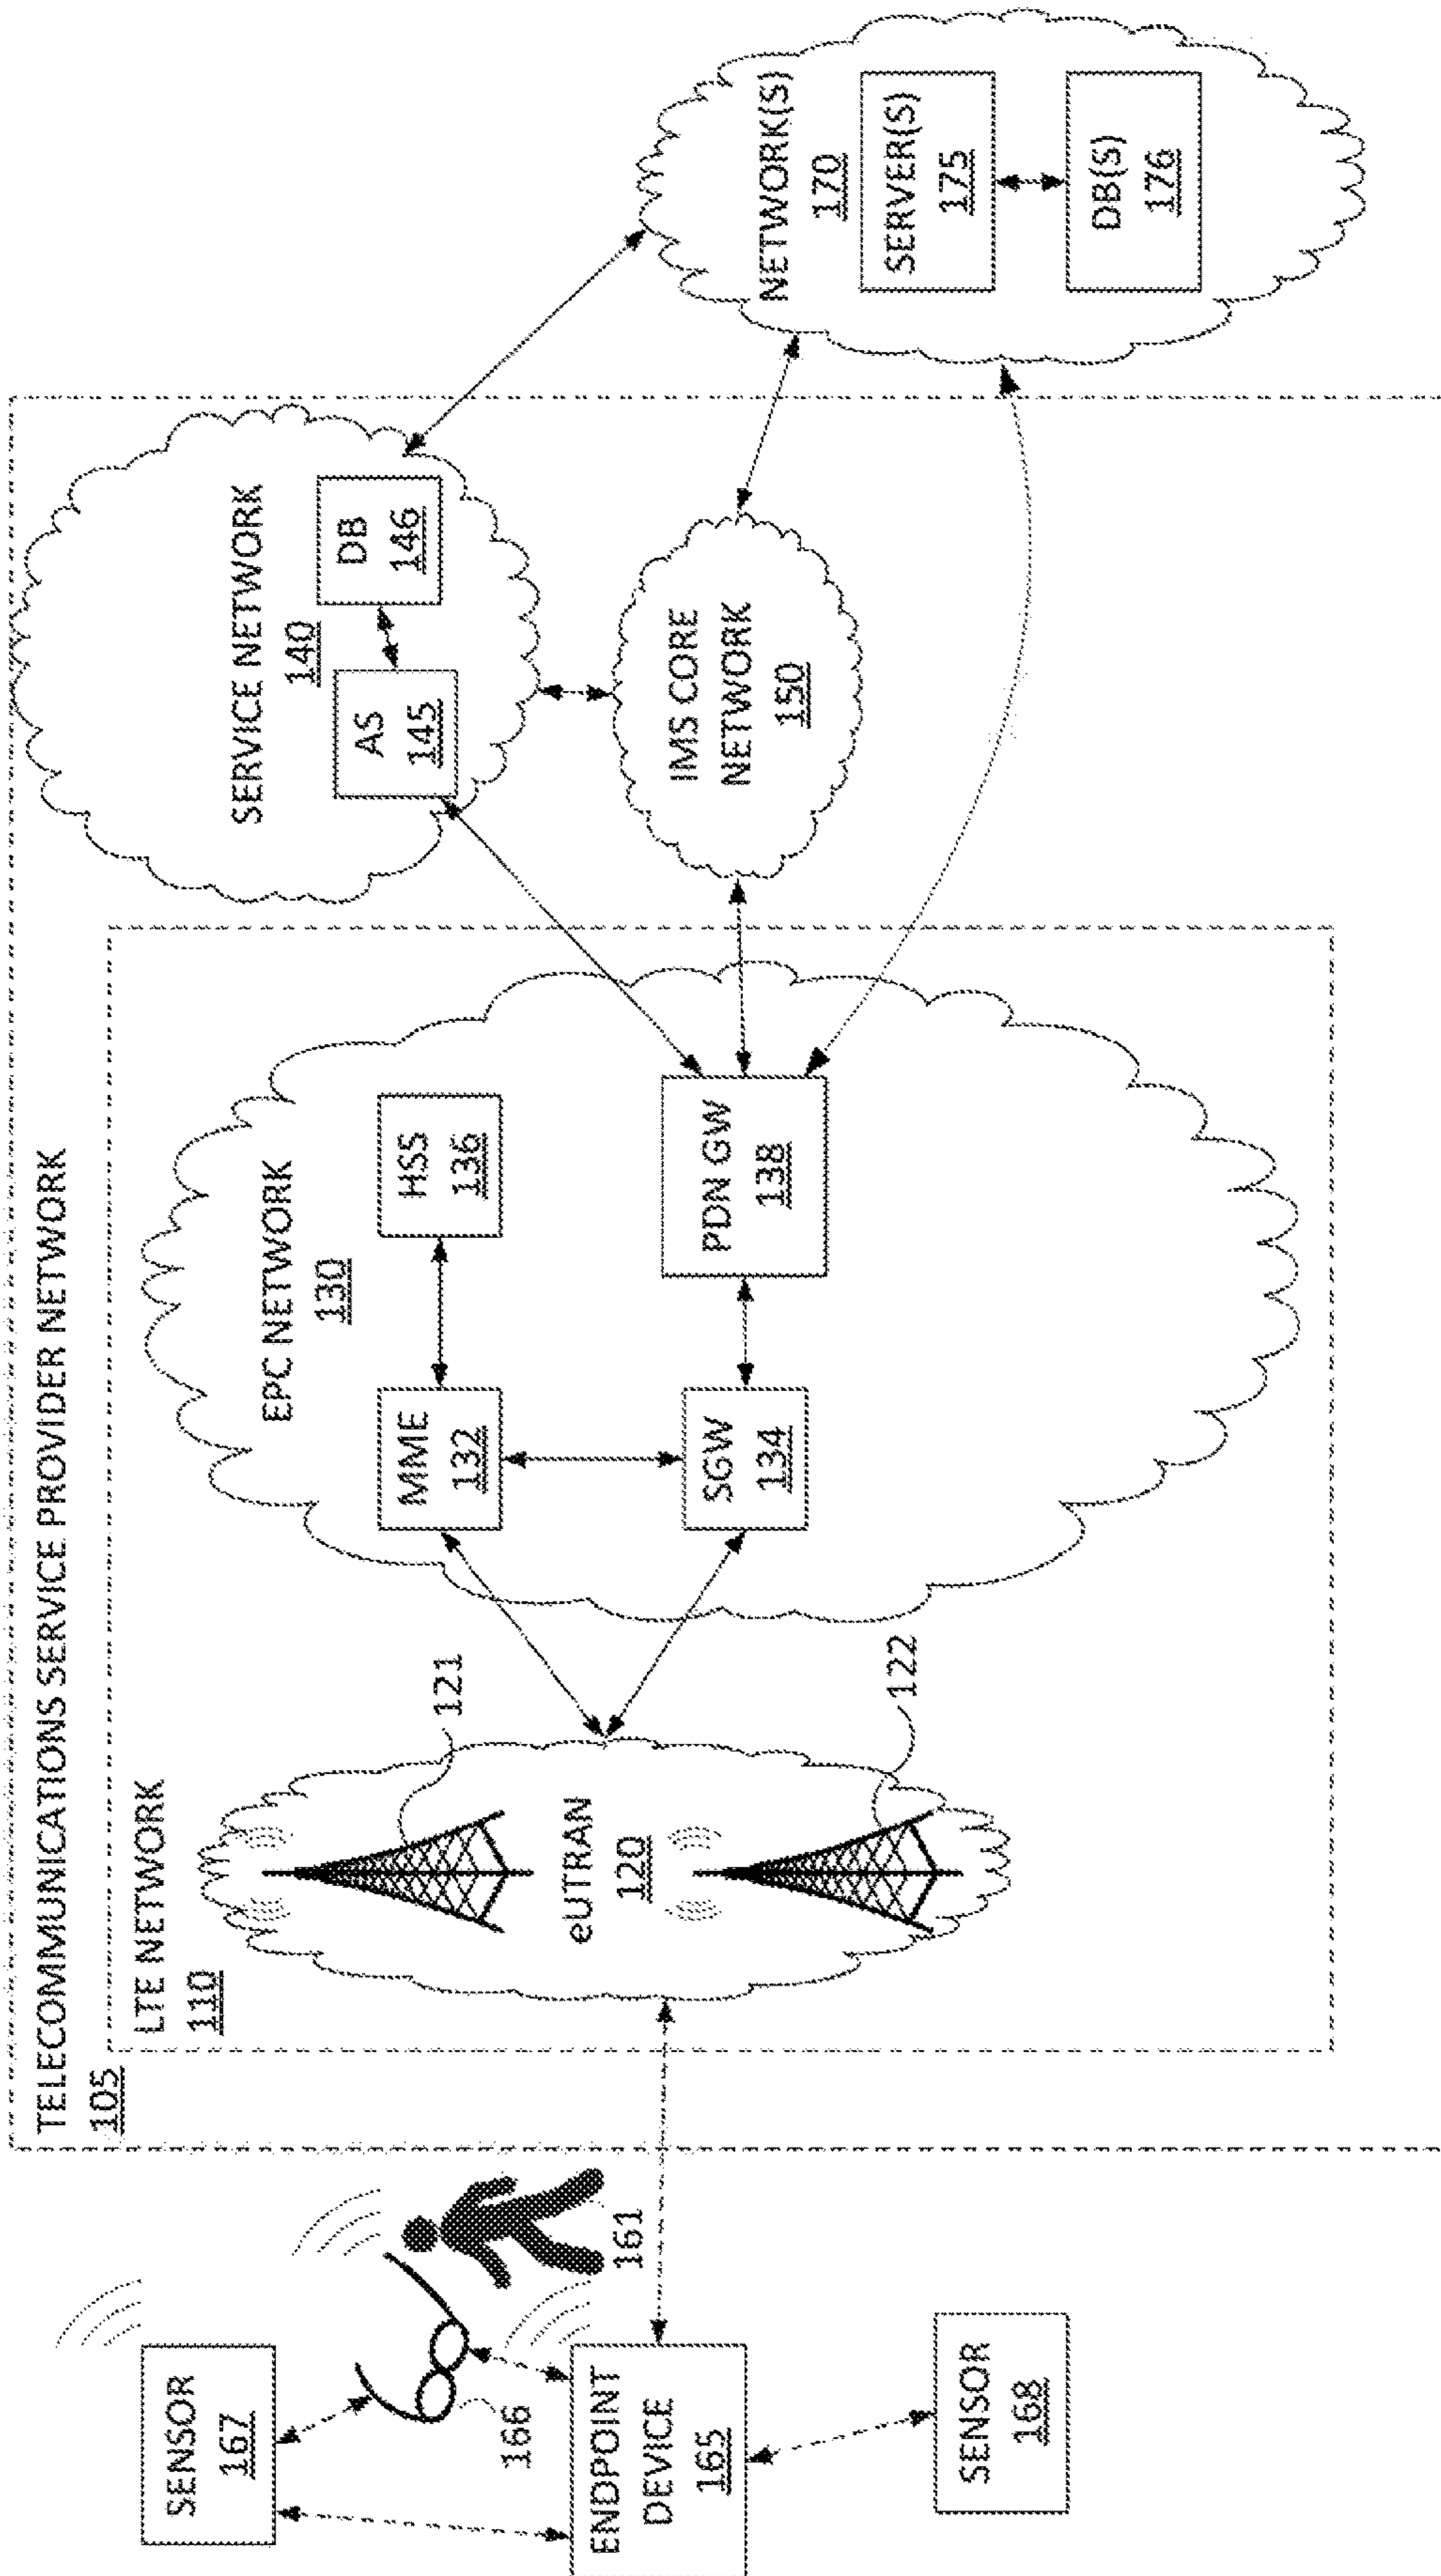 TELECOMMUNICATIONS SERVICE PROVIDER NETWORK
105
LTE NETWORK
110
SENSOR
167
166
161
ENDPOINT
DEVICE
165
SENSOR
168
121
eUTRAN
120
122
EPC NETWORK
130
MME
132
HSS
136
SGW
134
PDN GW
138
SERVICE NETWORK
140
AS
145
DB
146
IMS CORE
NETWORK
150
NETWORK(S)
170
SERVER(S)
175
DB(S)
176